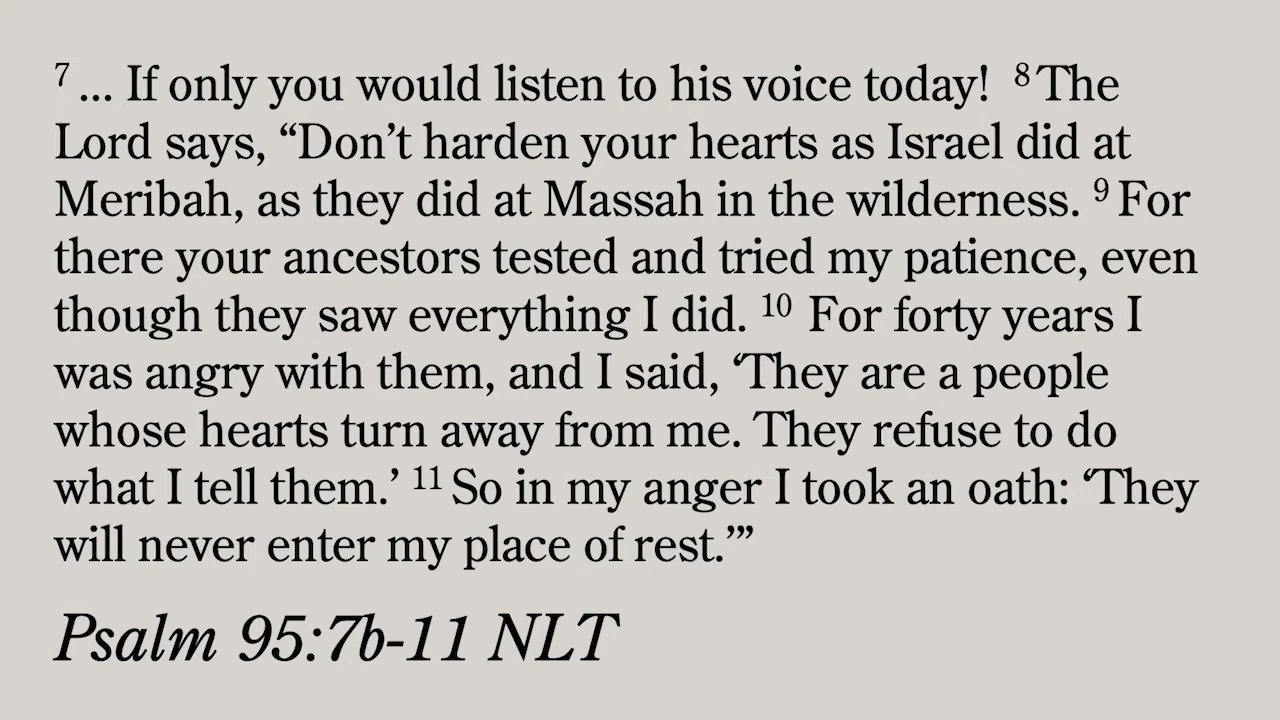 7 ... If only you would listen to his voice today! 8 The
Lord says, “Don’t harden your hearts as Israel did at
Meribah, as they did at Massah in the wilderness. 9 For
there your ancestors tested and tried my patience, even
though they saw everything I did. 10 For forty years I
was angry with them, and I said, ‘They are a people
whose hearts turn away from me. They refuse to do
what I tell them.’ 11 So in my anger I took an oath: ‘They
will never enter my place of rest.’”
Psalm 95:7b-11 NLT